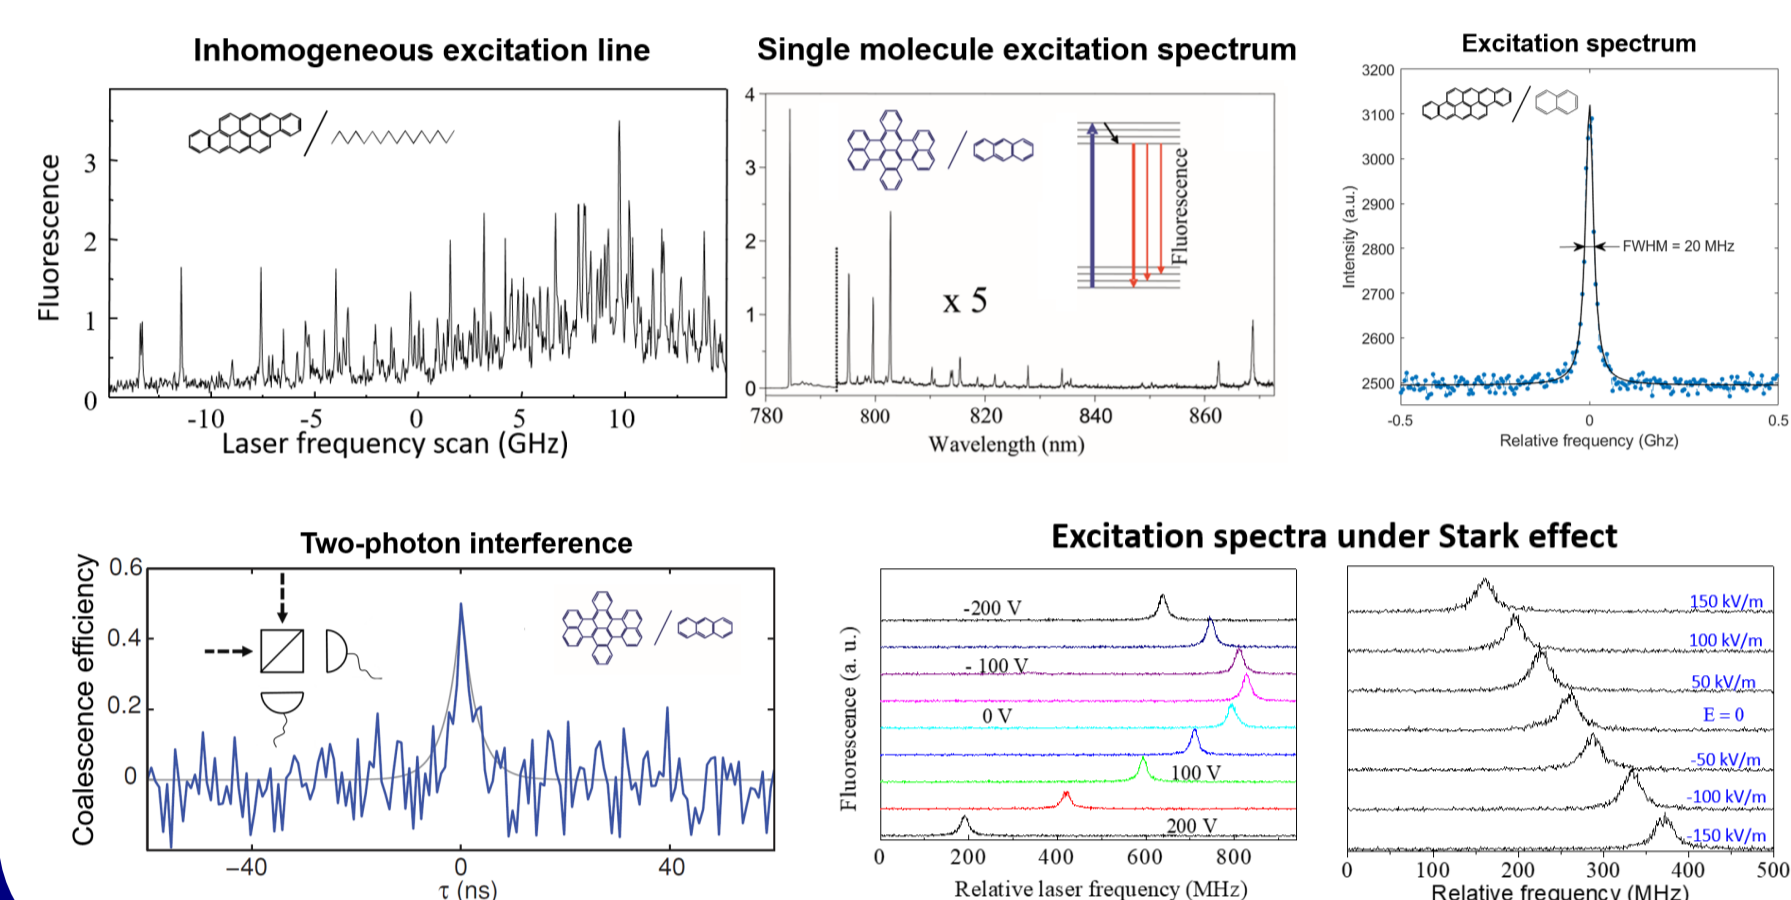 Inhomogeneous excitation line
Fluorescence
3
2
1
0
-10
-5
0
5
10
Laser frequency scan (GHz)
Single molecule excitation spectrum
4
3
2
1
0
x 5
Fluorescence
780
800
820
840
860
Wavelength (nm)
Excitation spectrum
Intensity (a.u.)
3200
3100
3000
2900
2800
2700
2600
2500
FWHM = 20 MHz
-0.5
0
0.5
Relative frequency (Ghz)
Two-photon interference
Coalescence efficiency
0.6
0.4
0.2
0
−40
0
40
τ (ns)
Excitation spectra under Stark effect
Fluorescence (a. u.)
-200 V
- 100 V
0 V
100 V
200 V
0
200
400
600
800
Relative laser frequency (MHz)
150 kV/m
100 kV/m
50 kV/m
E = 0
-50 kV/m
-100 kV/m
-150 kV/m
0
100
200
300
400
500
Relative frequency (MHz)